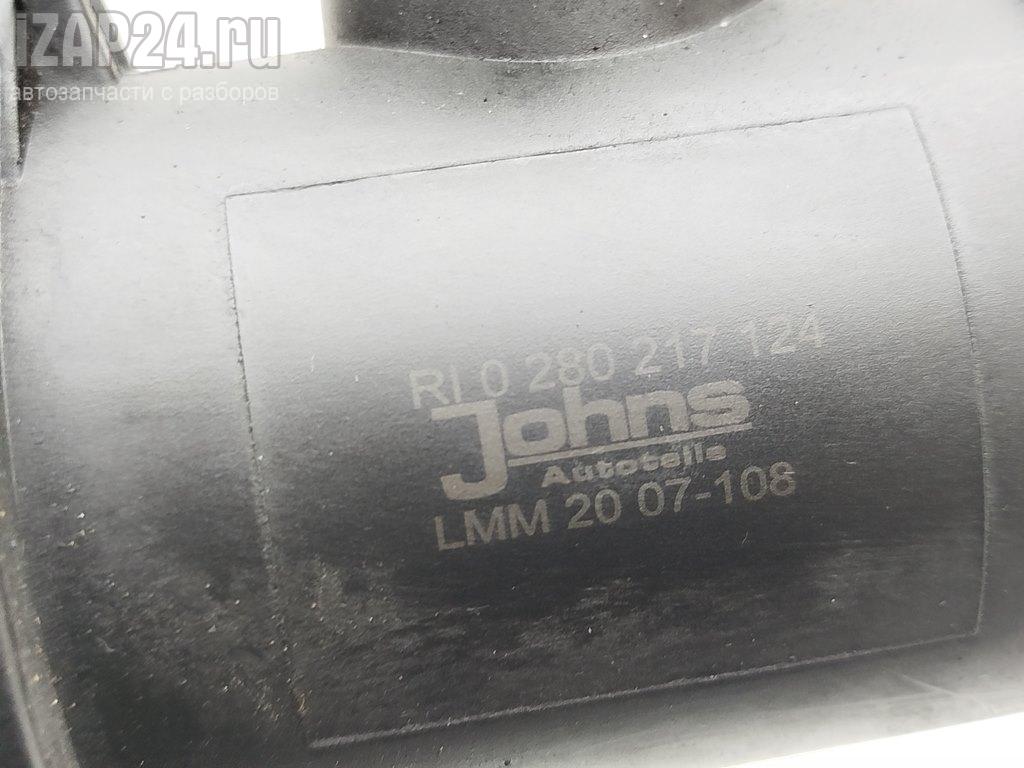 iZAP24.ru
автозапчасти с разборов
RI 0 280 217 124
Johns
Autoteile
LMM 20 07-108